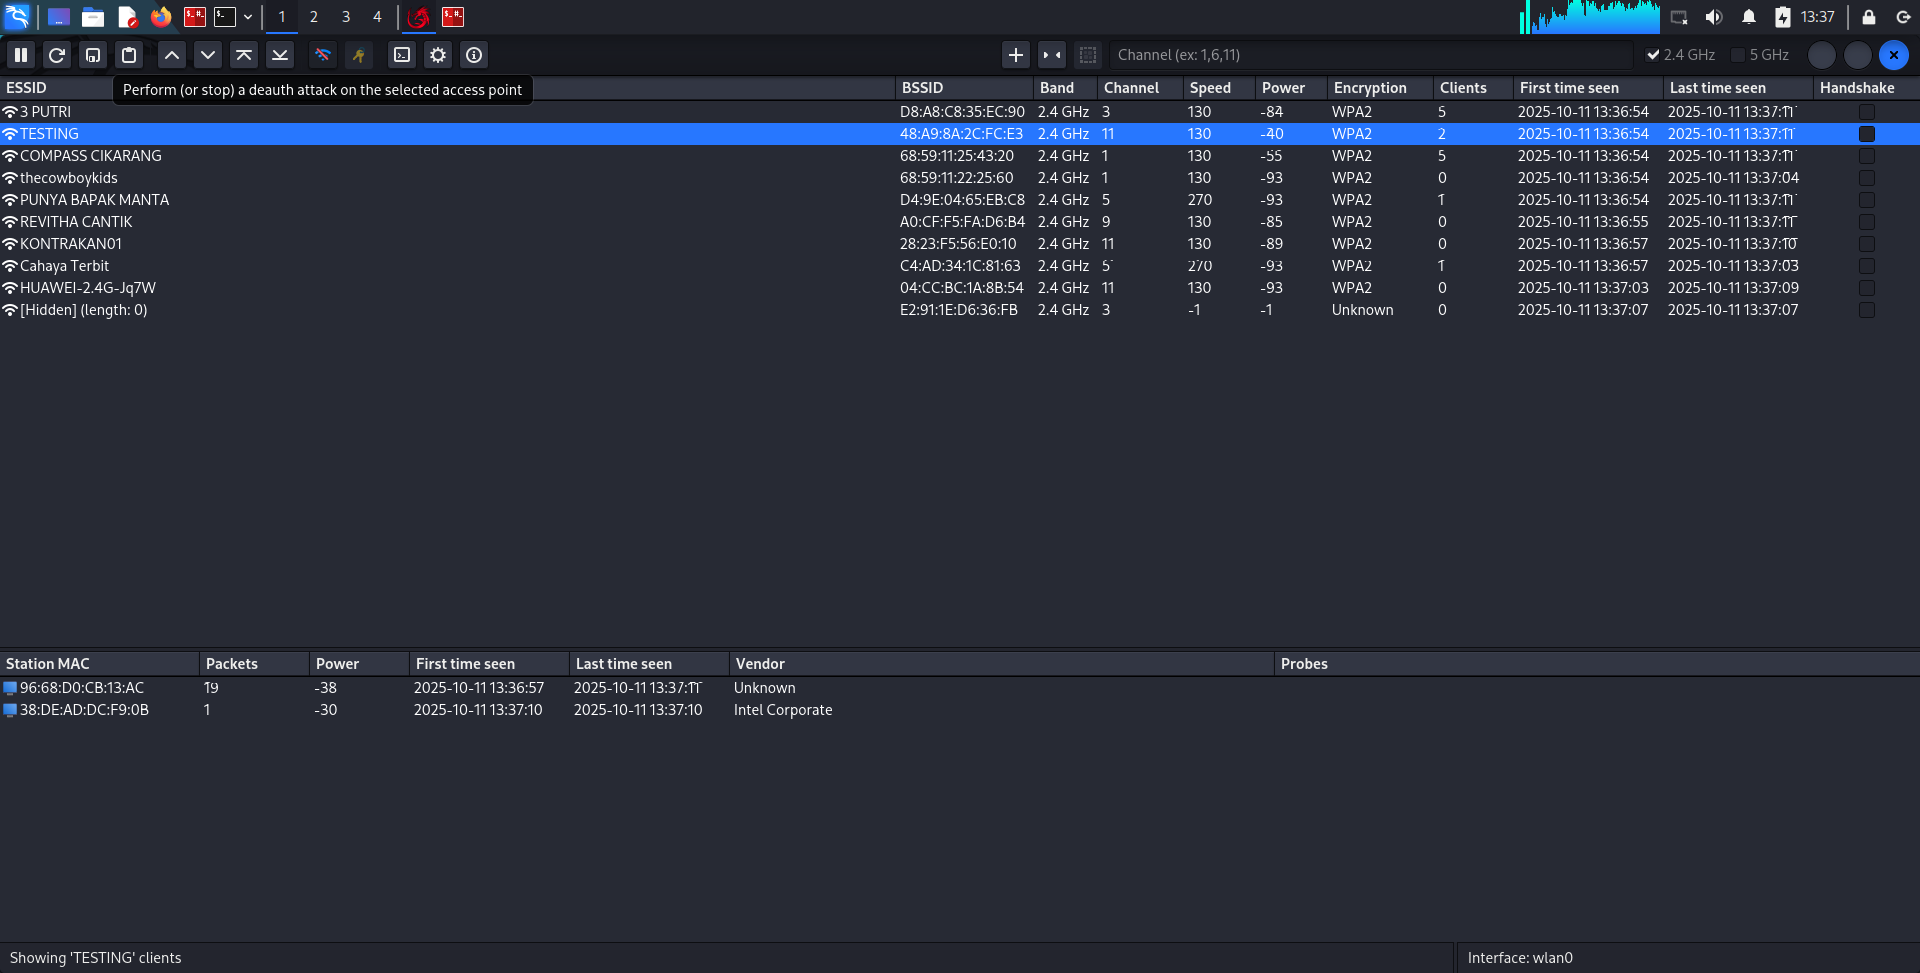 1 2 3 4 13:37
Channel (ex: 1,6,11) 2.4 GHz 5 GHz
ESSID BSSID Band Channel Speed Power Encryption Clients First time seen Last time seen Handshake
Perform (or stop) a deauth attack on the selected access point
3 PUTRI D8:A8:C8:35:EC:90 2.4 GHz 3 130 -84 WPA2 5 2025-10-11 13:36:54 2025-10-11 13:37:11
TESTING 48:A9:8A:2C:FC:E3 2.4 GHz 11 130 -40 WPA2 2 2025-10-11 13:36:54 2025-10-11 13:37:11
COMPASS CIKARANG 68:59:11:25:43:20 2.4 GHz 1 130 -55 WPA2 5 2025-10-11 13:36:54 2025-10-11 13:37:11
thecowboykids 68:59:11:22:25:60 2.4 GHz 1 130 -93 WPA2 0 2025-10-11 13:36:54 2025-10-11 13:37:04
PUNYA BAPAK MANTA D4:9E:04:65:EB:C8 2.4 GHz 5 270 -93 WPA2 1 2025-10-11 13:36:54 2025-10-11 13:37:11
REVITHA CANTIK A0:CF:F5:FA:D6:B4 2.4 GHz 9 130 -85 WPA2 0 2025-10-11 13:36:55 2025-10-11 13:37:11
KONTRAKAN01 28:23:F5:56:E0:10 2.4 GHz 11 130 -89 WPA2 0 2025-10-11 13:36:57 2025-10-11 13:37:10
Cahaya Terbit C4:AD:34:1C:81:63 2.4 GHz 5 270 -93 WPA2 1 2025-10-11 13:36:57 2025-10-11 13:37:03
HUAWEI-2.4G-Jq7W 04:CC:BC:1A:8B:54 2.4 GHz 11 130 -93 WPA2 0 2025-10-11 13:37:03 2025-10-11 13:37:09
[Hidden] (length: 0) E2:91:1E:D6:36:FB 2.4 GHz 3 -1 -1 Unknown 0 2025-10-11 13:37:07 2025-10-11 13:37:07
Station MAC Packets Power First time seen Last time seen Vendor Probes
96:68:D0:CB:13:AC 19 -38 2025-10-11 13:36:57 2025-10-11 13:37:11 Unknown
38:DE:AD:DC:F9:0B 1 -30 2025-10-11 13:37:10 2025-10-11 13:37:10 Intel Corporate
Showing 'TESTING' clients Interface: wlan0